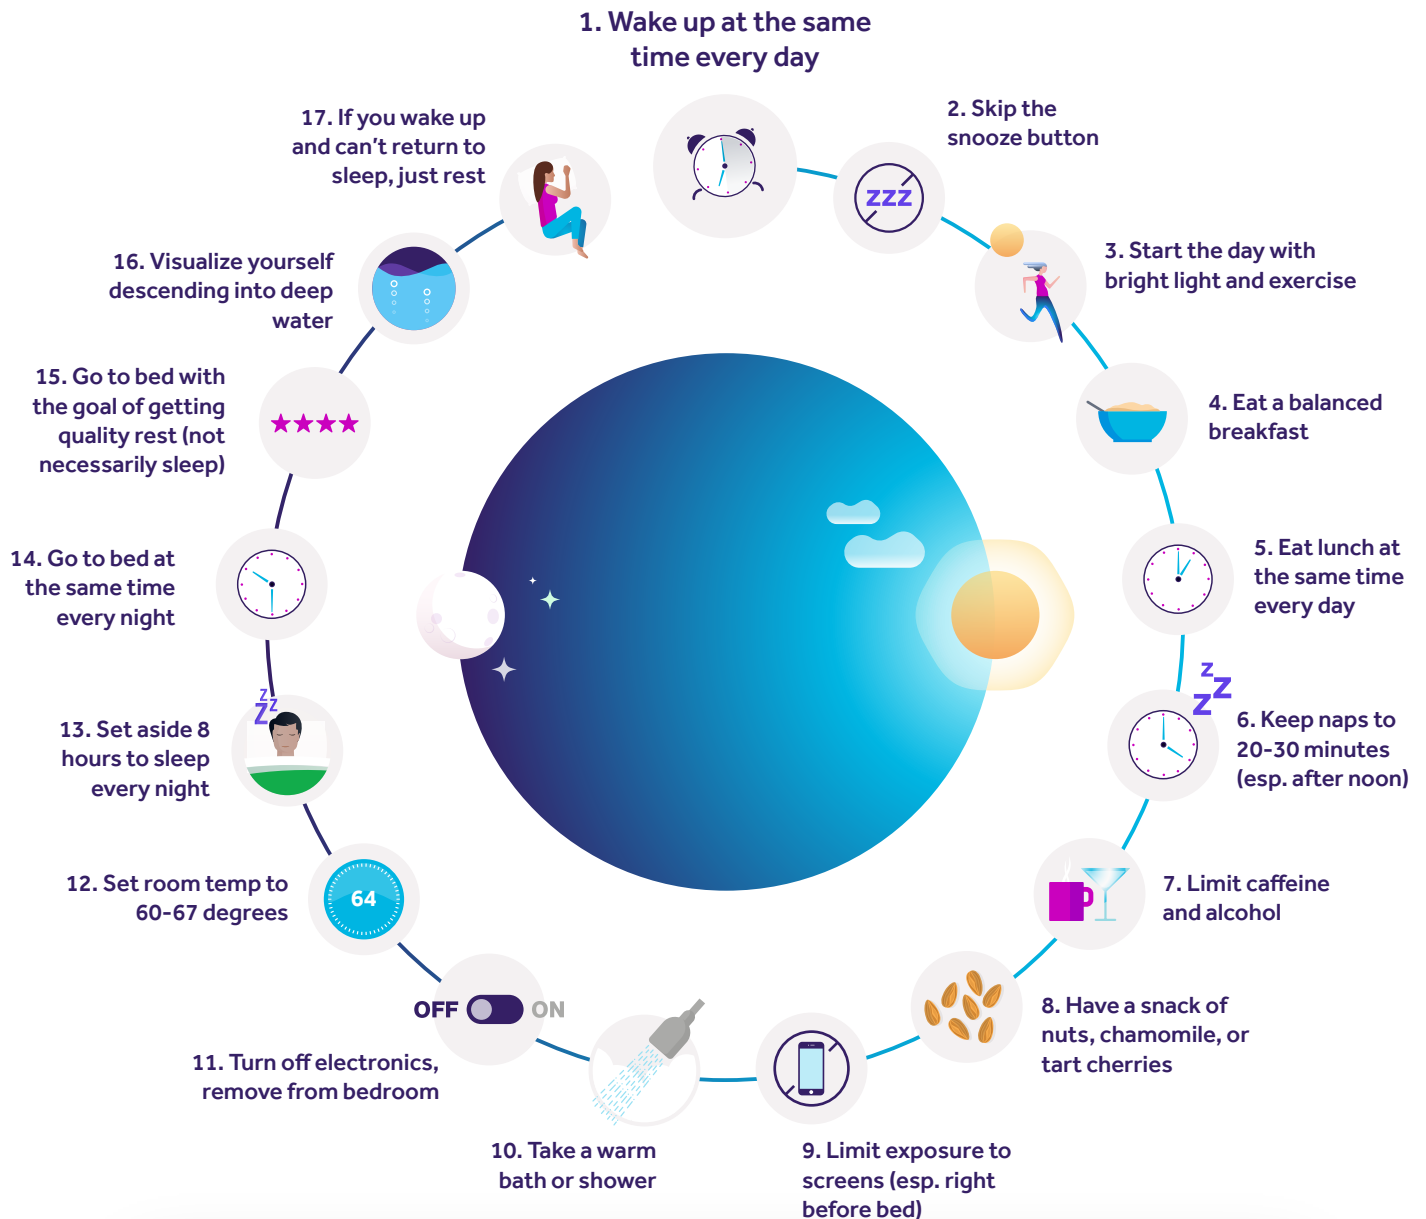 1. Wake up at the same
time every day
2. Skip the
snooze button
zzz
3. Start the day with
bright light and exercise
4. Eat a balanced
breakfast
5. Eat lunch at
the same time
every day
z
z
z
6. Keep naps to
20-30 minutes
(esp. after noon)
7. Limit caffeine
and alcohol
8. Have a snack of
nuts, chamomile, or
tart cherries
9. Limit exposure to
screens (esp. right
before bed)
10. Take a warm
bath or shower
OFF ON
11. Turn off electronics,
remove from bedroom
64
12. Set room temp to
60-67 degrees
z
z
z
z
13. Set aside 8
hours to sleep
every night
14. Go to bed at
the same time
every night
15. Go to bed with
the goal of getting
quality rest (not
necessarily sleep)
16. Visualize yourself
descending into deep
water
17. If you wake up
and can’t return to
sleep, just rest